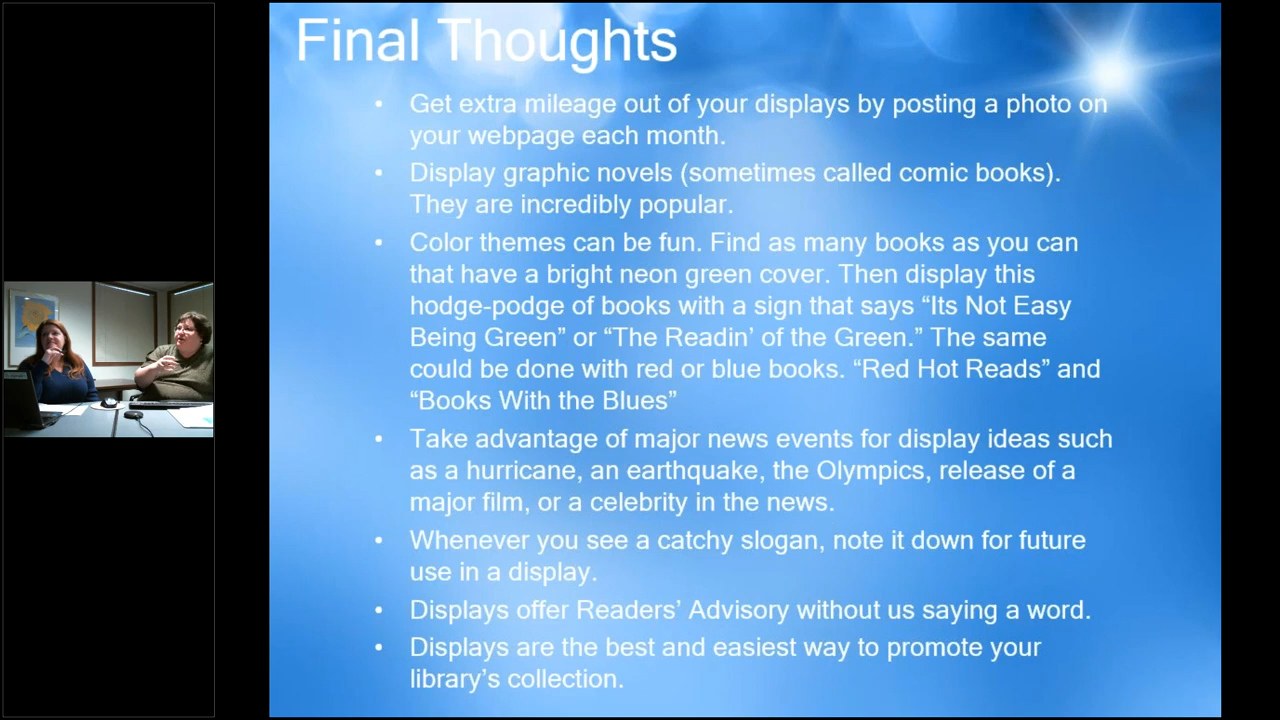 Final Thoughts
• Get extra mileage out of your displays by posting a photo on
your webpage each month.
• Display graphic novels (sometimes called comic books).
They are incredibly popular.
• Color themes can be fun. Find as many books as you can
that have a bright neon green cover. Then display this
hodge-podge of books with a sign that says “Its Not Easy
Being Green” or “The Readin’ of the Green.” The same
could be done with red or blue books. “Red Hot Reads” and
“Books With the Blues”
• Take advantage of major news events for display ideas such
as a hurricane, an earthquake, the Olympics, release of a
major film, or a celebrity in the news.
• Whenever you see a catchy slogan, note it down for future
use in a display.
• Displays offer Readers’ Advisory without us saying a word.
• Displays are the best and easiest way to promote your
library’s collection.